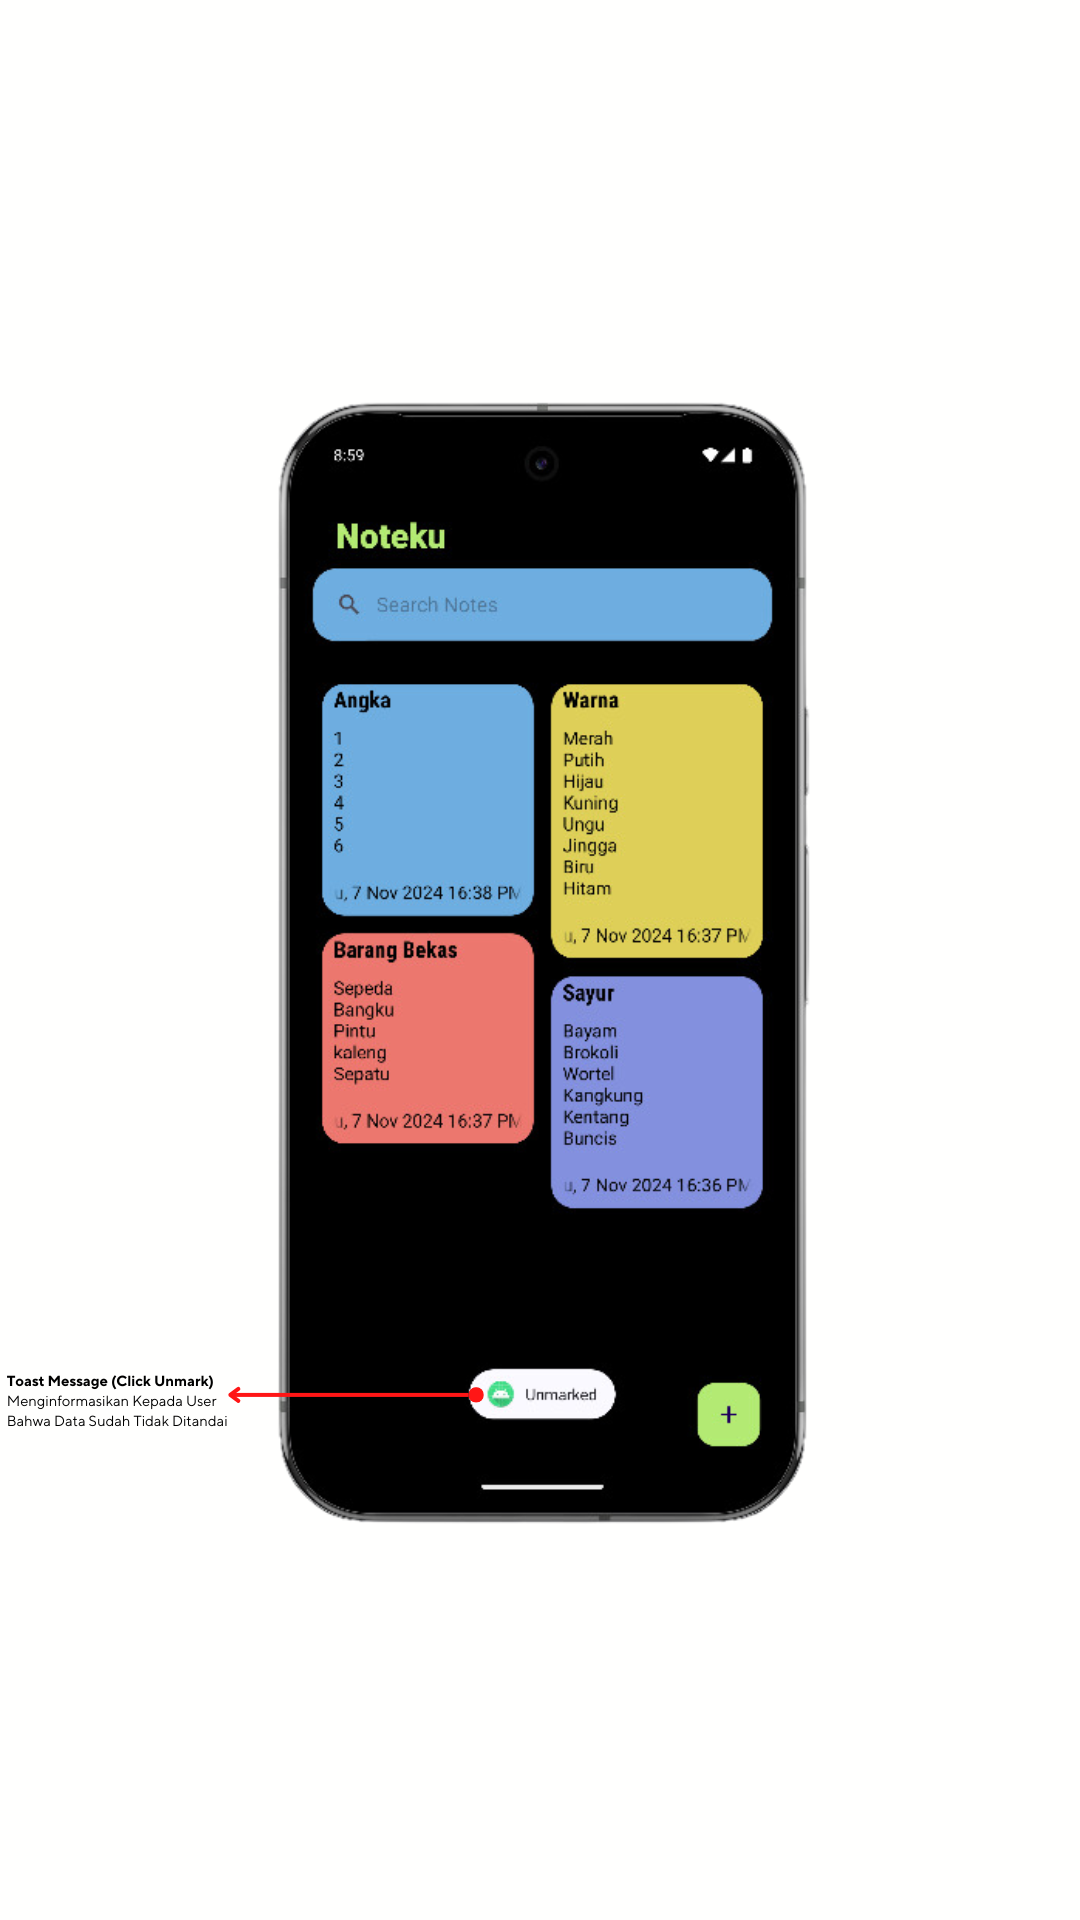 8:59
Noteku
Search Notes
Angka
1
2
3
4
5
6
u, 7 Nov 2024 16:38 PM
Warna
Merah
Putih
Hijau
Kuning
Ungu
Jingga
Biru
Hitam
u, 7 Nov 2024 16:37 PM
Barang Bekas
Sepeda
Bangku
Pintu
kaleng
Sepatu
u, 7 Nov 2024 16:37 PM
Sayur
Bayam
Brokoli
Wortel
Kangkung
Kentang
Buncis
u, 7 Nov 2024 16:36 PM
Toast Message (Click Unmark)
Menginformasikan Kepada User
Bahwa Data Sudah Tidak Ditandai
Unmarked
+